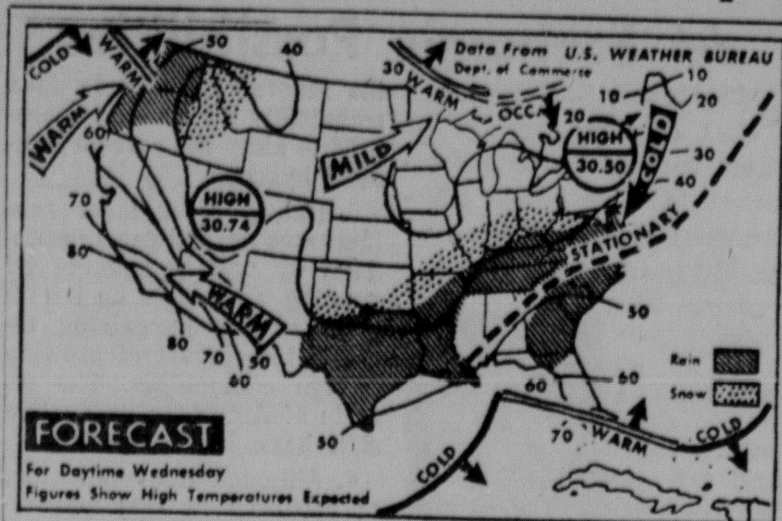 50
40
Data From U.S. WEATHER BUREAU
Dept. of Commerce
COLD
WARM
30
WARM
OCC.
20
10
10
20
WARM
60
MILD
HIGH
30.50
COLD
30
40
HIGH
30.74
70
80
STATIONARY
WARM
50
80
70
50
60
Rain
Snow
60
60
50
70
WARM
COLD
COLD
FORECAST
For Daytime Wednesday
Figures Show High Temperatures Expected